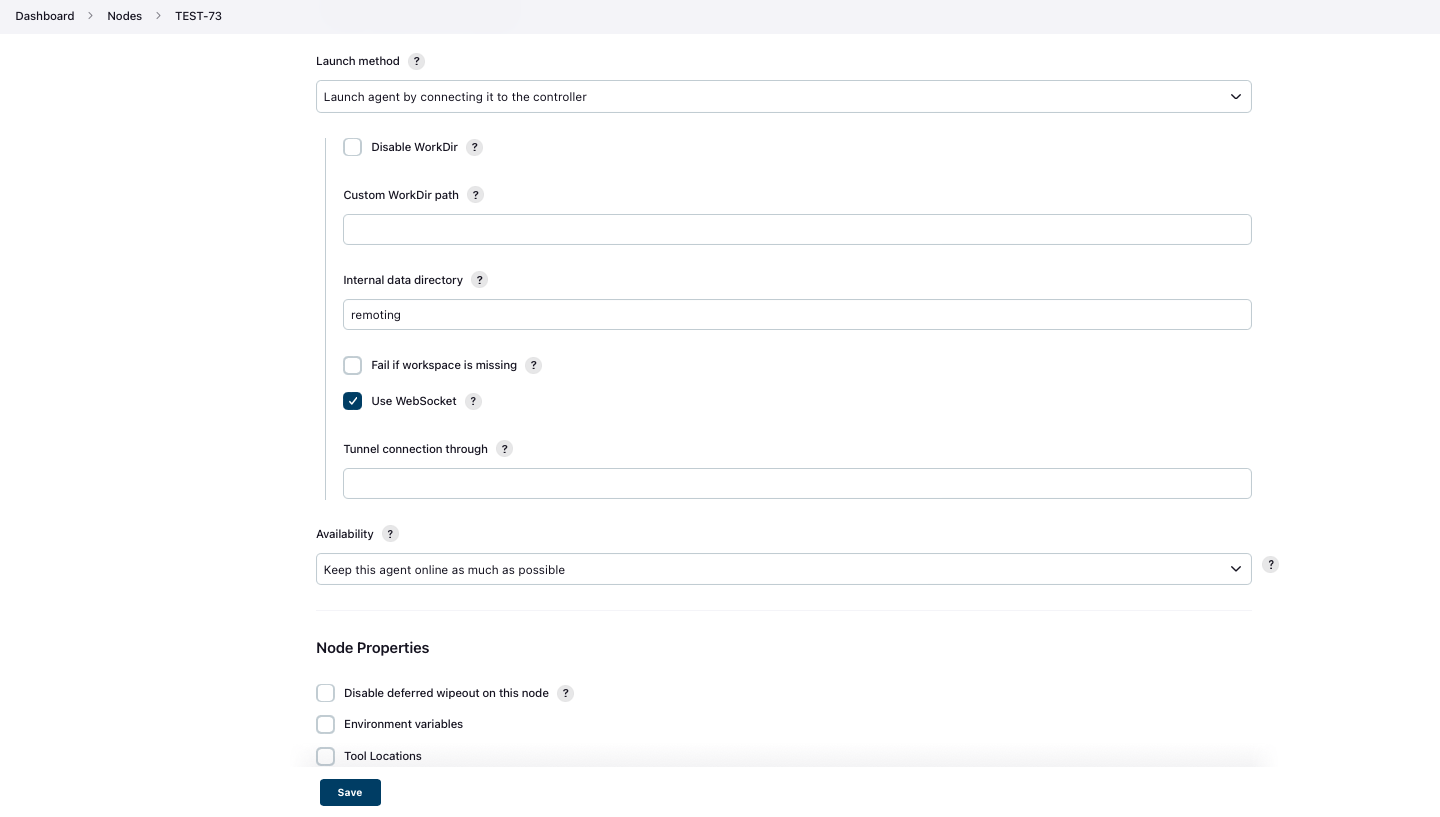 Dashboard > Nodes > TEST-73
Launch method ?
Launch agent by connecting it to the controller
Disable WorkDir ?
Custom WorkDir path ?
Internal data directory ?
remoting
Fail if workspace is missing ?
Use WebSocket ?
Tunnel connection through ?
Availability ?
Keep this agent online as much as possible ?
Node Properties
Disable deferred wipeout on this node ?
Environment variables
Tool Locations
Save